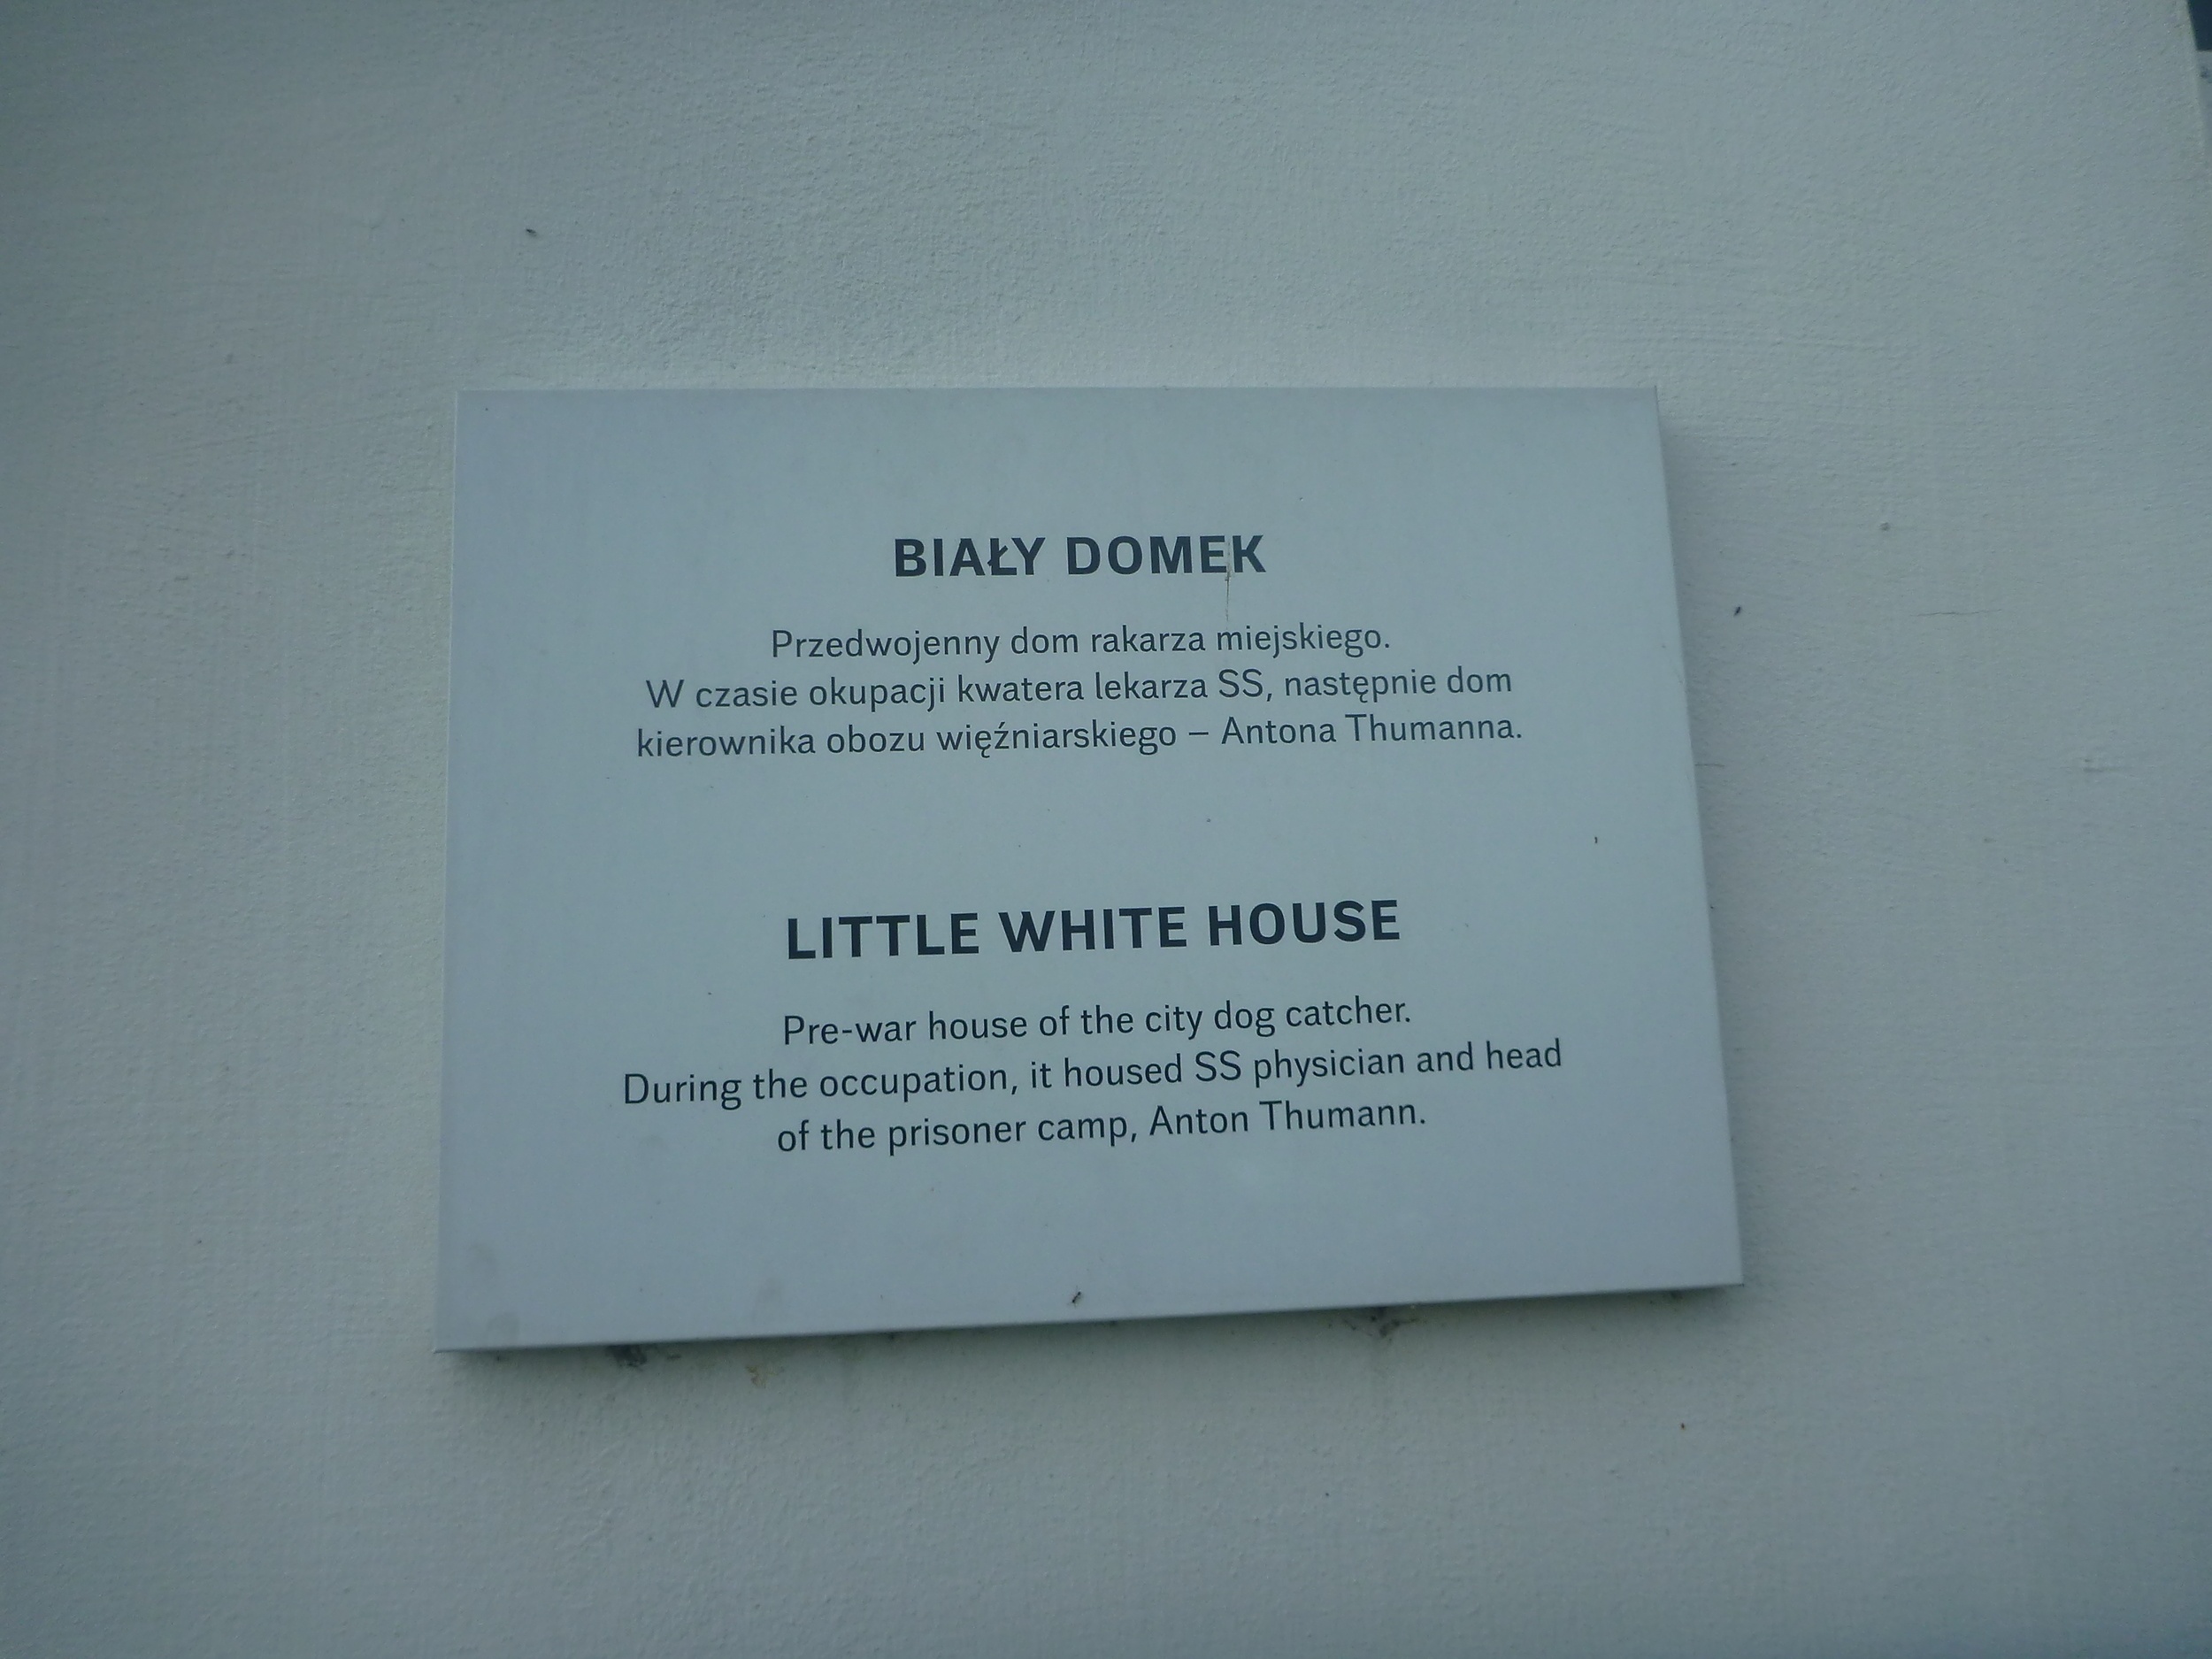 BIAŁY DOMEK
Przedwojenny dom rakarza miejskiego.
W czasie okupacji kwatera lekarza SS, następnie dom
kierownika obozu więźniarskiego – Antona Thumanna.
LITTLE WHITE HOUSE
Pre-war house of the city dog catcher.
During the occupation, it housed SS physician and head
of the prisoner camp, Anton Thumann.